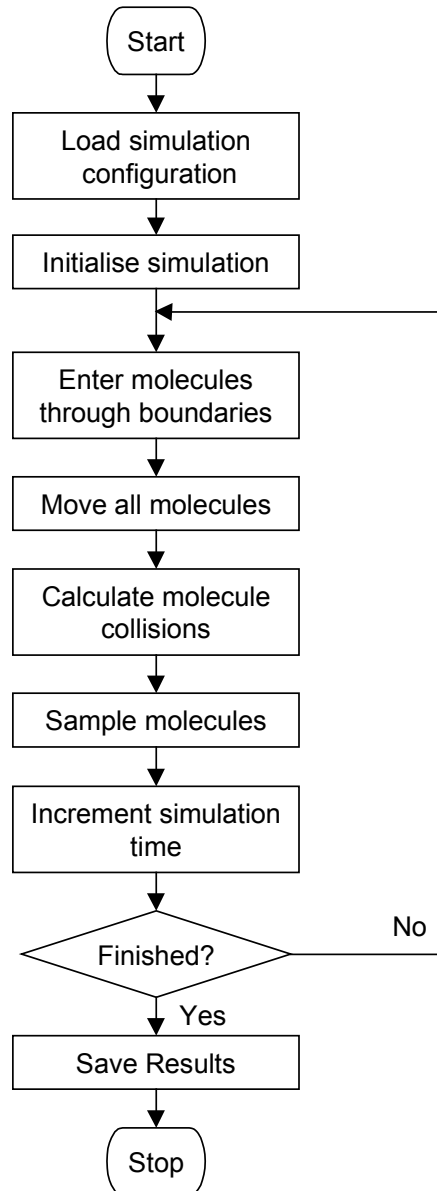 Start
Load simulation
configuration
Initialise simulation
Enter molecules
through boundaries
Move all molecules
Calculate molecule
collisions
Sample molecules
Increment simulation
time
Finished?
No
Yes
Save Results
Stop